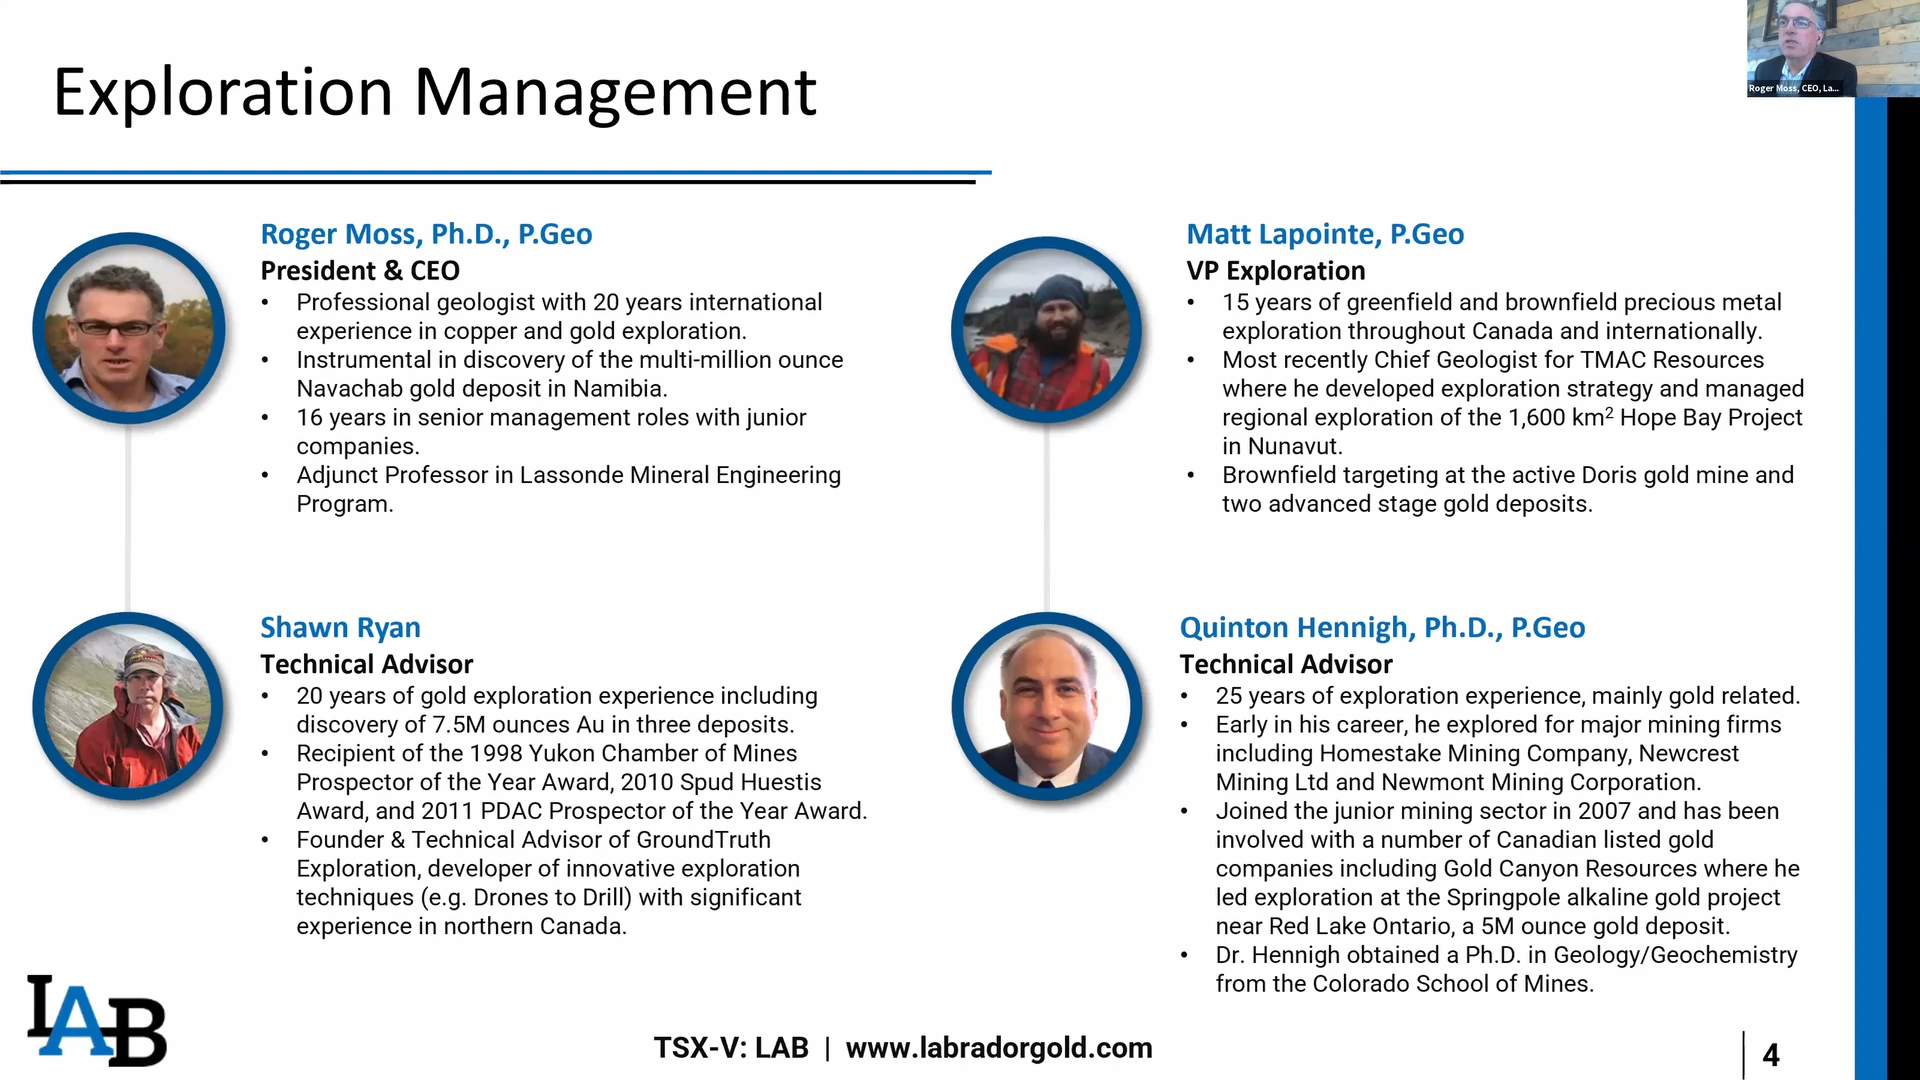 Exploration Management
Roger Moss, CEO, La...
Roger Moss, Ph.D., P.Geo
President & CEO
• Professional geologist with 20 years international
experience in copper and gold exploration.
• Instrumental in discovery of the multi-million ounce
Navachab gold deposit in Namibia.
• 16 years in senior management roles with junior
companies.
• Adjunct Professor in Lassonde Mineral Engineering
Program.
Matt Lapointe, P.Geo
VP Exploration
• 15 years of greenfield and brownfield precious metal
exploration throughout Canada and internationally.
• Most recently Chief Geologist for TMAC Resources
where he developed exploration strategy and managed
regional exploration of the 1,600 km² Hope Bay Project
in Nunavut.
• Brownfield targeting at the active Doris gold mine and
two advanced stage gold deposits.
Shawn Ryan
Technical Advisor
• 20 years of gold exploration experience including
discovery of 7.5M ounces Au in three deposits.
• Recipient of the 1998 Yukon Chamber of Mines
Prospector of the Year Award, 2010 Spud Huestis
Award, and 2011 PDAC Prospector of the Year Award.
• Founder & Technical Advisor of GroundTruth
Exploration, developer of innovative exploration
techniques (e.g. Drones to Drill) with significant
experience in northern Canada.
Quinton Hennigh, Ph.D., P.Geo
Technical Advisor
• 25 years of exploration experience, mainly gold related.
• Early in his career, he explored for major mining firms
including Homestake Mining Company, Newcrest
Mining Ltd and Newmont Mining Corporation.
• Joined the junior mining sector in 2007 and has been
involved with a number of Canadian listed gold
companies including Gold Canyon Resources where he
led exploration at the Springpole alkaline gold project
near Red Lake Ontario, a 5M ounce gold deposit.
• Dr. Hennigh obtained a Ph.D. in Geology/Geochemistry
from the Colorado School of Mines.
LAB
TSX-V: LAB | www.labradorgold.com
4